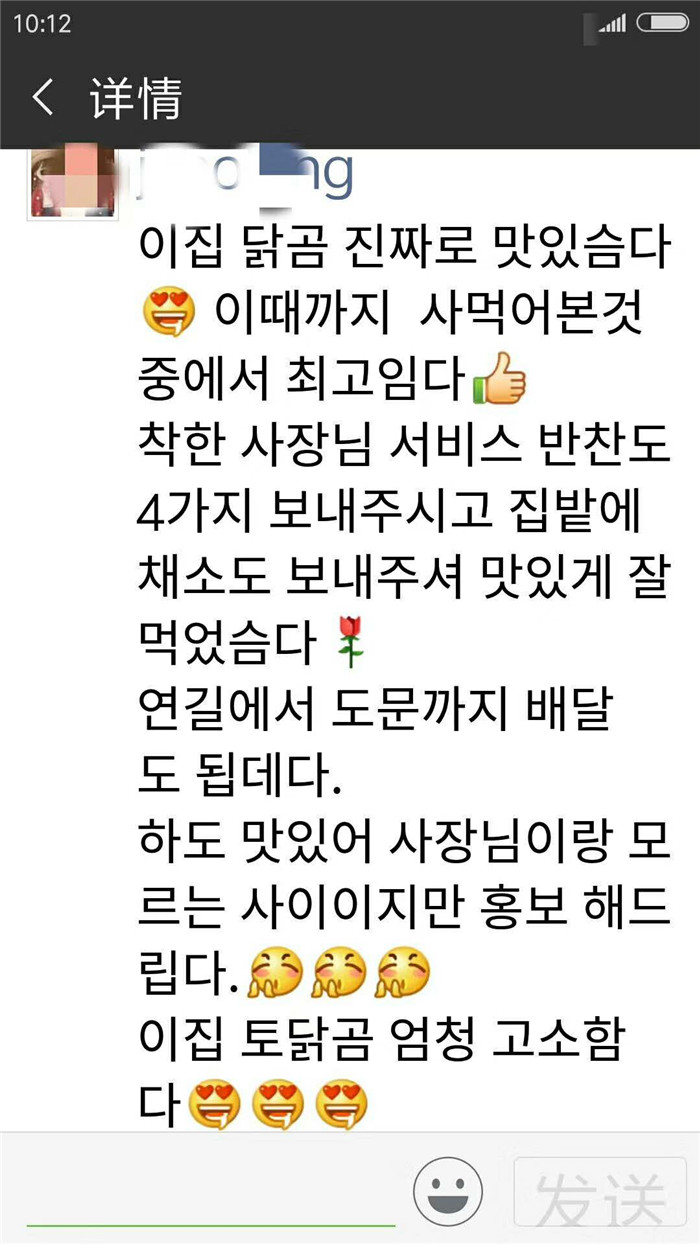 10:12
详情
이집 닭곰 진짜로 맛있슴다
이때까지 사먹어본것
중에서 최고임다
착한 사장님 서비스 반찬도
4가지 보내주시고 집밭에
채소도 보내주셔 맛있게 잘
먹었슴다
연길에서 도문까지 배달
도 됩데다.
하도 맛있어 사장님이랑 모
르는 사이이지만 홍보 해드
립다.
이집 토닭곰 엄청 고소함
다
发送